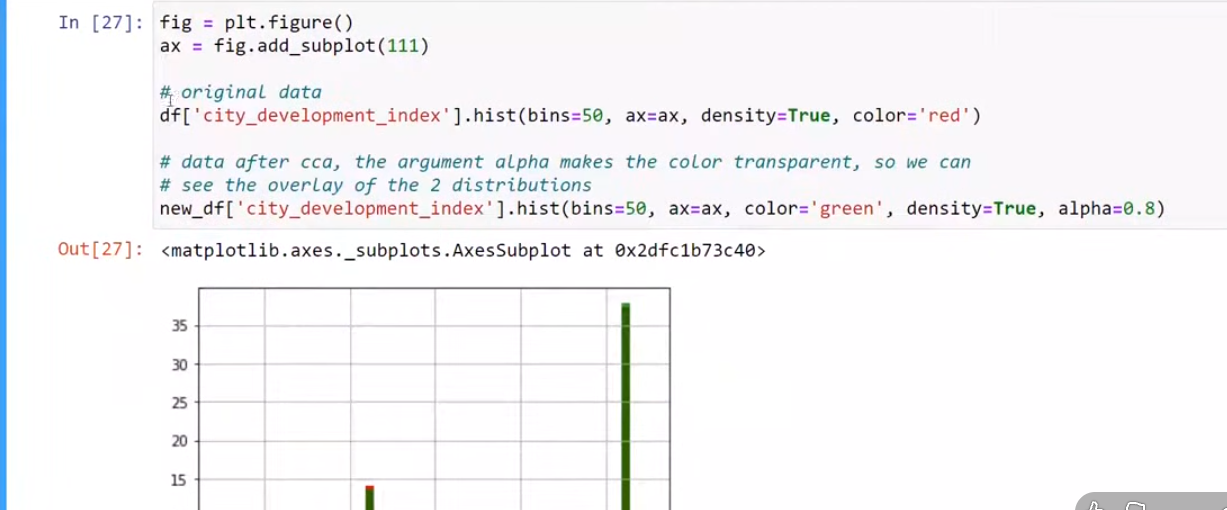 In [27]: fig = plt.figure()
ax = fig.add_subplot(111)
# original data
df['city_development_index'].hist(bins=50, ax=ax, density=True, color='red')
# data after cca, the argument alpha makes the color transparent, so we can
# see the overlay of the 2 distributions
new_df['city_development_index'].hist(bins=50, ax=ax, color='green', density=True, alpha=0.8)
Out[27]: <matplotlib.axes._subplots.AxesSubplot at 0x2dfc1b73c40>
35
30
25
20
15